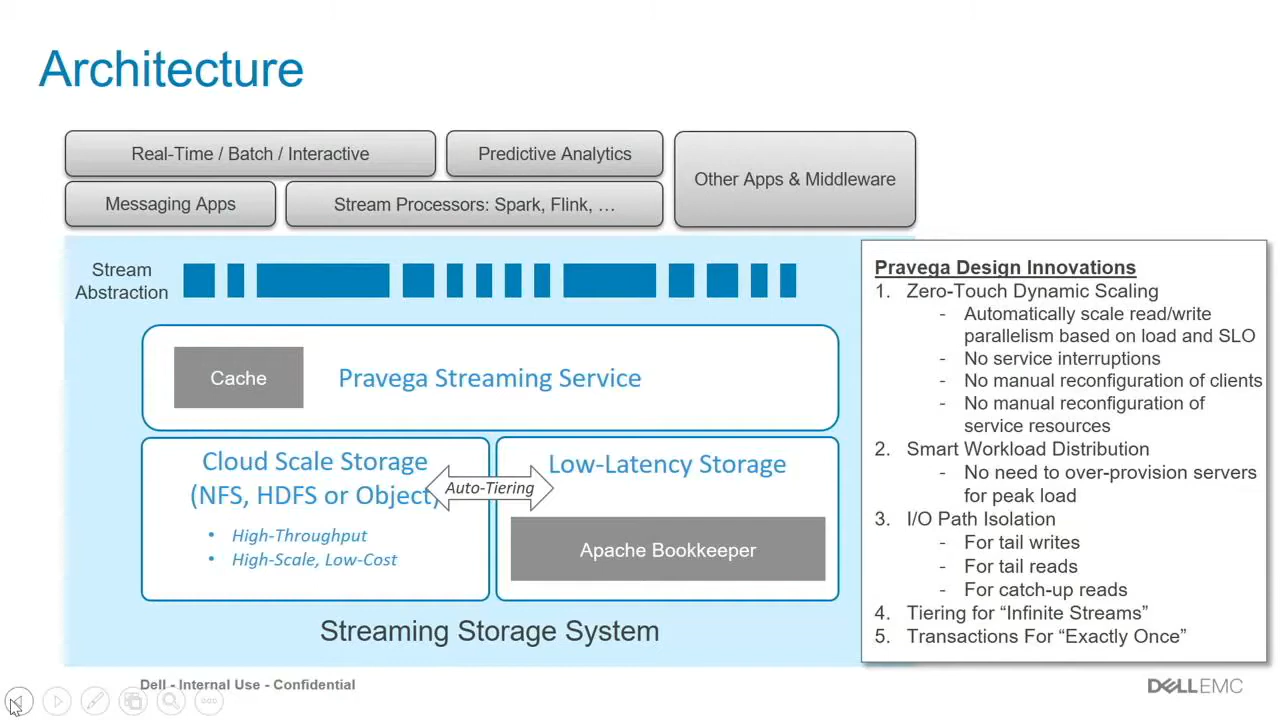 Architecture
Real-Time / Batch / Interactive
Predictive Analytics
Other Apps & Middleware
Messaging Apps
Stream Processors: Spark, Flink, …
Stream
Abstraction
Cache
Pravega Streaming Service
Cloud Scale Storage
(NFS, HDFS or Object)
• High-Throughput
• High-Scale, Low-Cost
Auto-Tiering
Low-Latency Storage
Apache Bookkeeper
Streaming Storage System
Pravega Design Innovations
1. Zero-Touch Dynamic Scaling
- Automatically scale read/write
parallelism based on load and SLO
- No service interruptions
- No manual reconfiguration of clients
- No manual reconfiguration of
service resources
2. Smart Workload Distribution
- No need to over-provision servers
for peak load
3. I/O Path Isolation
- For tail writes
- For tail reads
- For catch-up reads
4. Tiering for “Infinite Streams”
5. Transactions For “Exactly Once”
Dell - Internal Use - Confidential
DELLEMC